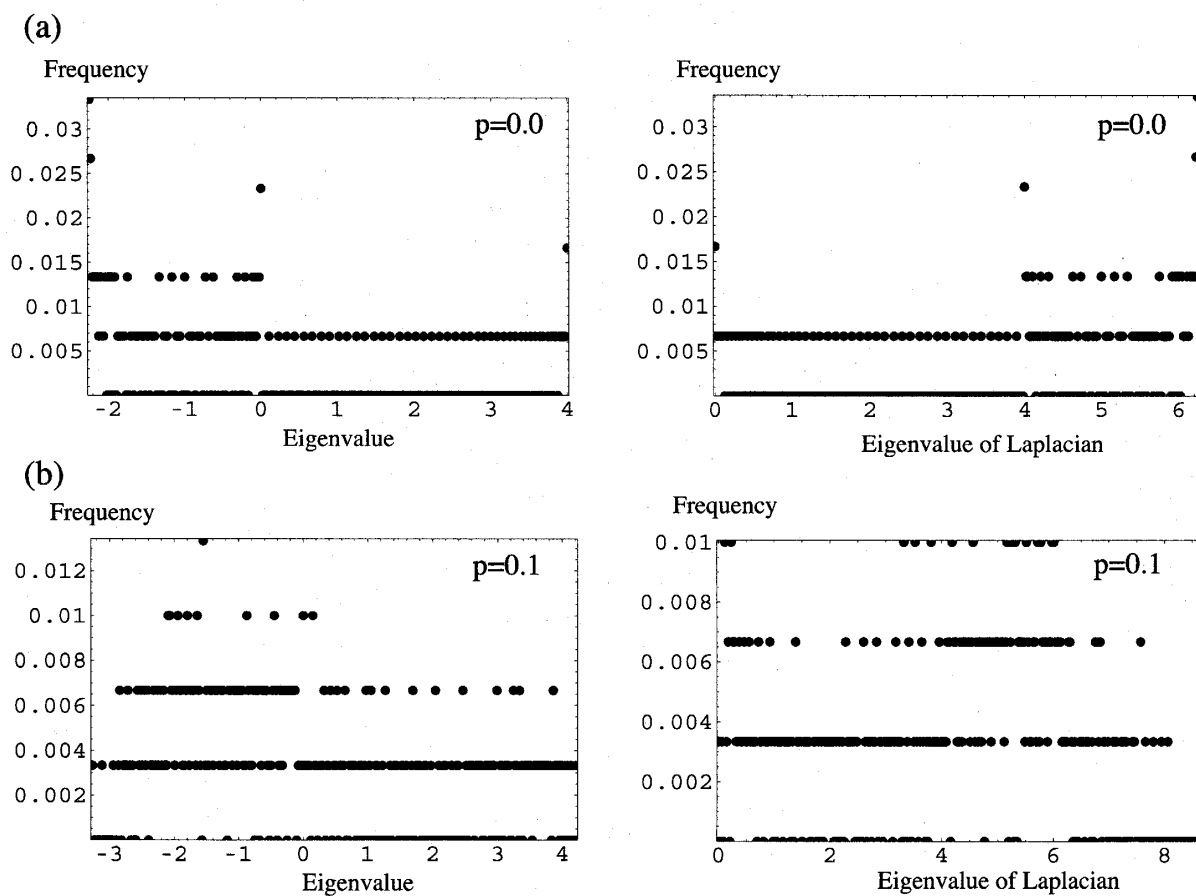 (a)
Frequency
Frequency
p=0.0
p=0.0
0.03
0.025
0.02
0.015
0.01
0.005
-2 -1 0 1 2 3 4
Eigenvalue
0.03
0.025
0.02
0.015
0.01
0.005
0 1 2 3 4 5 6
Eigenvalue of Laplacian
(b)
Frequency
Frequency
p=0.1
p=0.1
0.012
0.01
0.008
0.006
0.004
0.002
-3 -2 -1 0 1 2 3 4
Eigenvalue
0.01
0.008
0.006
0.004
0.002
0 2 4 6 8
Eigenvalue of Laplacian